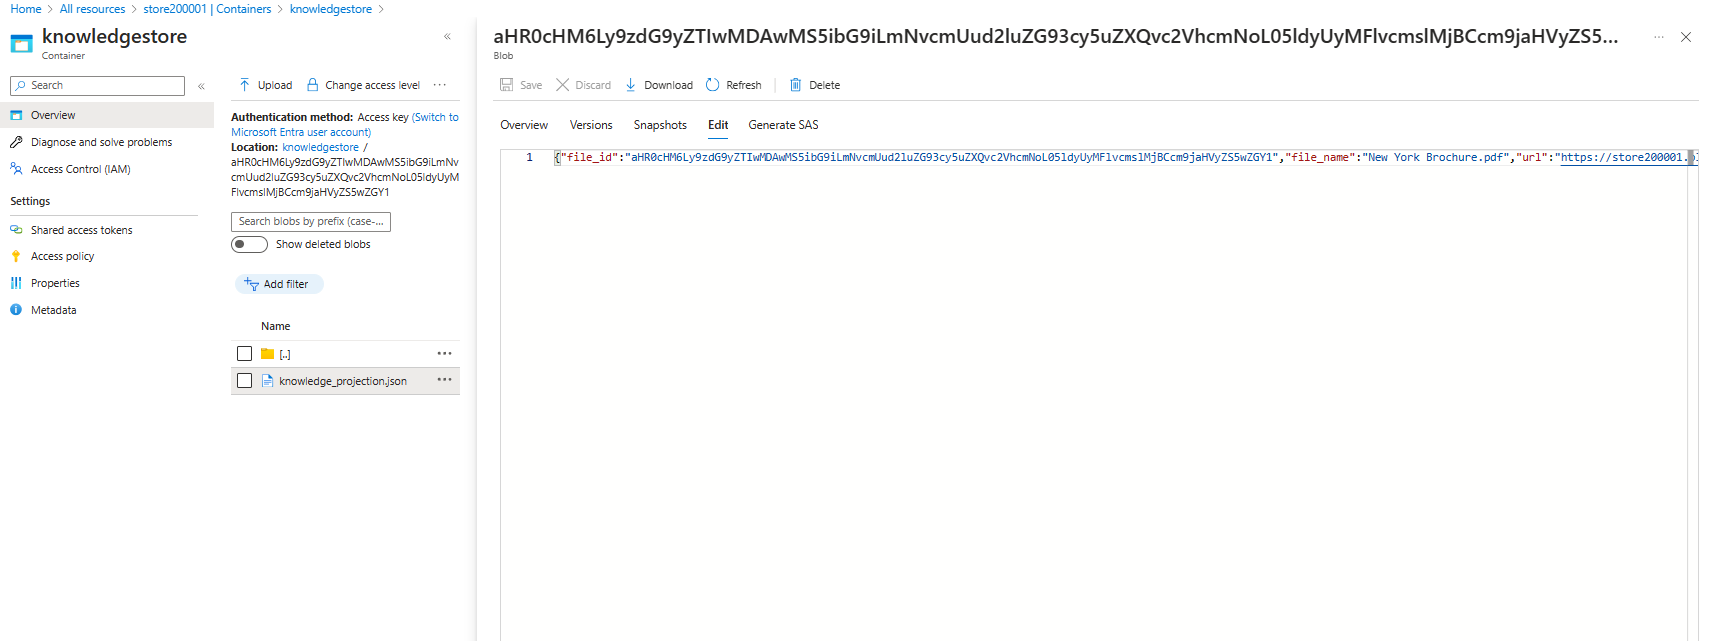 Home > All resources > store200001 | Containers > knowledgestore >
knowledgestore
Container
Search
Overview
Diagnose and solve problems
Access Control (IAM)
Settings
Shared access tokens
Access policy
Properties
Metadata
Upload Change access level ...
Authentication method: Access key (Switch to
Microsoft Entra user account)
Location: knowledgestore /
aHR0cHM6Ly9zdG9yZTIwMDAwMS5ibG9iLmNv
cmUud2luZG93cy5uZXQvc2VhcmNoL05ldyUyM
FlvcmslMjBCcm9jaHVyZS5wZGY1
Search blobs by prefix (case-...
Show deleted blobs
Add filter
Name
[..]
knowledge_projection.json
aHR0cHM6Ly9zdG9yZTIwMDAwMS5ibG9iLmNvcmUud2luZG93cy5uZXQvc2VhcmNoL05ldyUyMFlvcmslMjBCcm9jaHVyZS5...
Blob
Save Discard Download Refresh Delete
Overview Versions Snapshots Edit Generate SAS
1 {"file_id":"aHR0cHM6Ly9zdG9yZTIwMDAwMS5ibG9iLmNvcmUud2luZG93cy5uZXQvc2VhcmNoL05ldyUyMFlvcmslMjBCcm9jaHVyZS5wZGY1","file_name":"New York Brochure.pdf","url":"https://store200001.